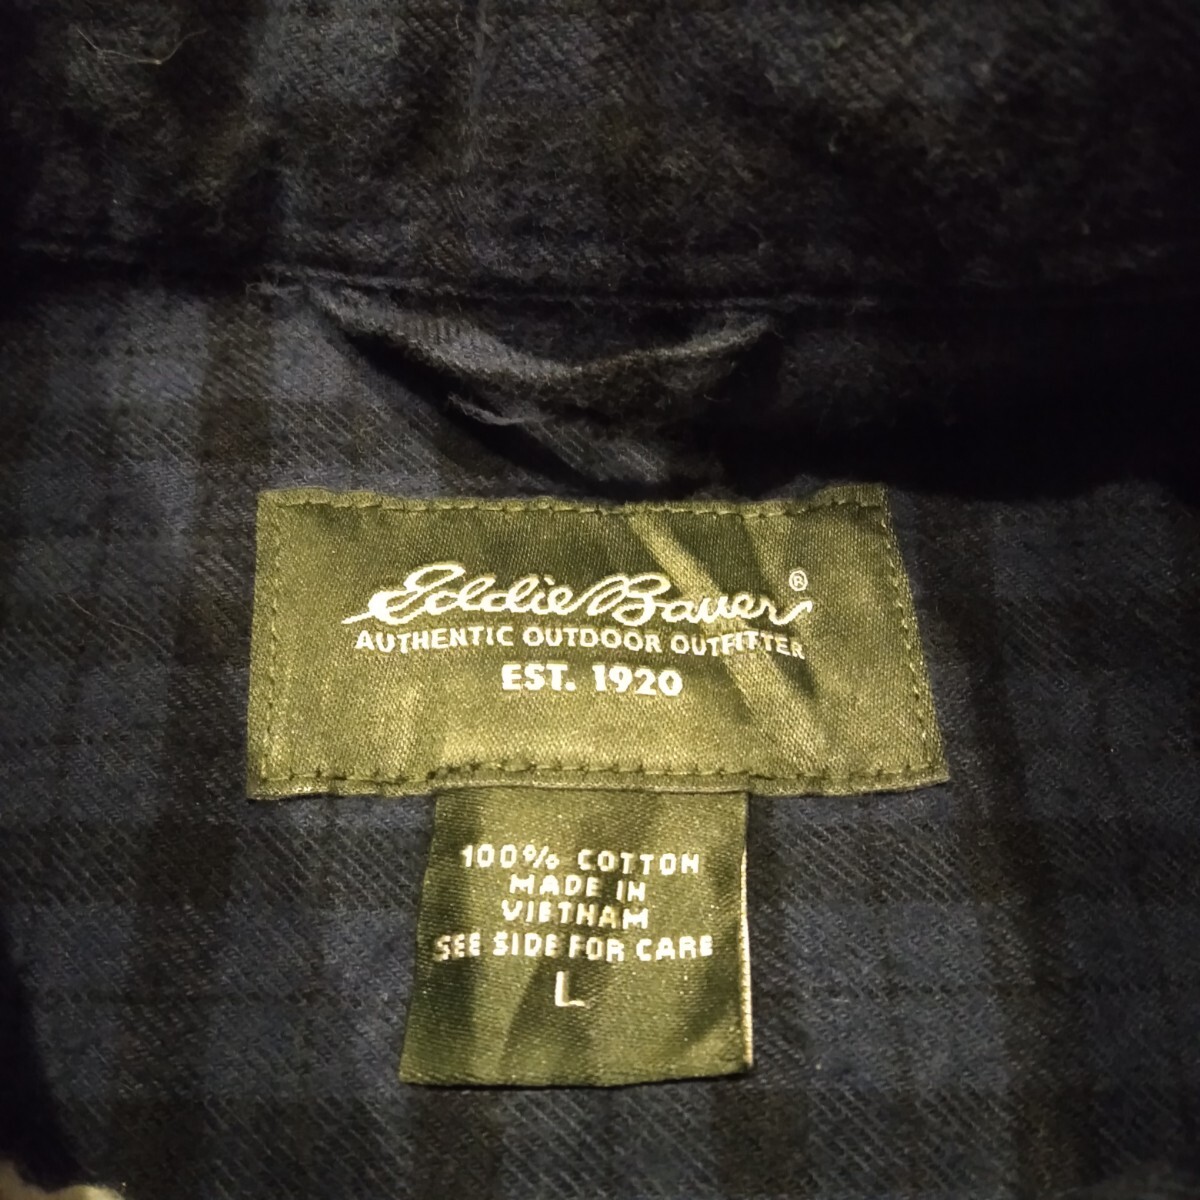 Eddie Bauer®
AUTHENTIC OUTDOOR OUTFITTER
EST. 1920
100% COTTON
MADE IN
VIETNAM
SEE SIDE FOR CARE
L